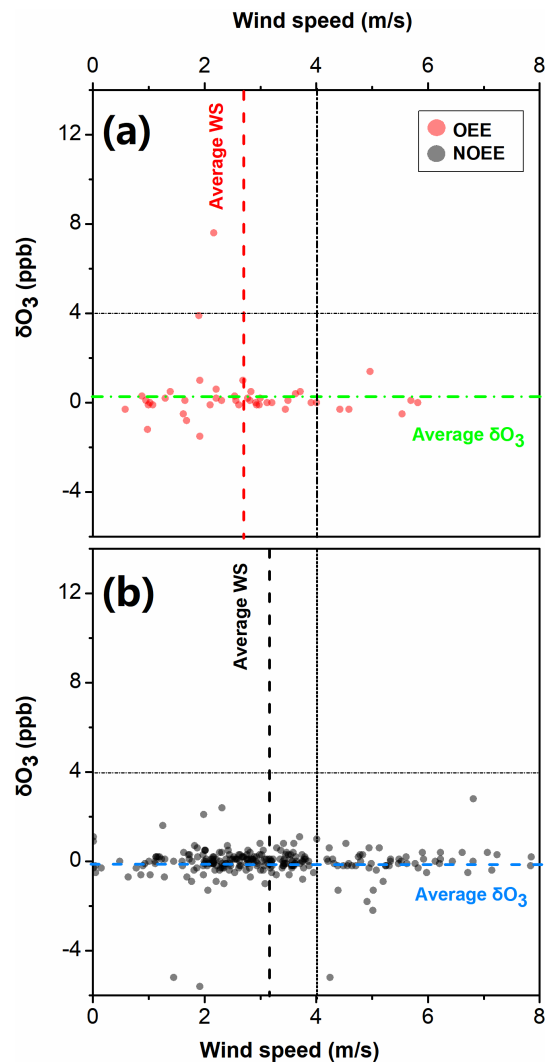 Wind speed (m/s)
0 2 4 6 8
(a)
Average WS
OEE
NOEE
12
8
4
0
-4
δO3 (ppb)
Average δO3
(b)
Average WS
12
8
4
0
-4
δO3 (ppb)
Average δO3
0 2 4 6 8
Wind speed (m/s)